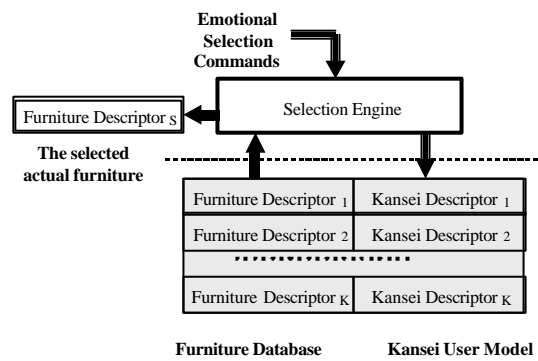 Emotional
Selection
Commands
Selection Engine
Furniture Descriptor S
The selected
actual furniture
Furniture Descriptor 1 Kansei Descriptor 1
Furniture Descriptor 2 Kansei Descriptor 2
Furniture Descriptor K Kansei Descriptor K
Furniture Database Kansei User Model